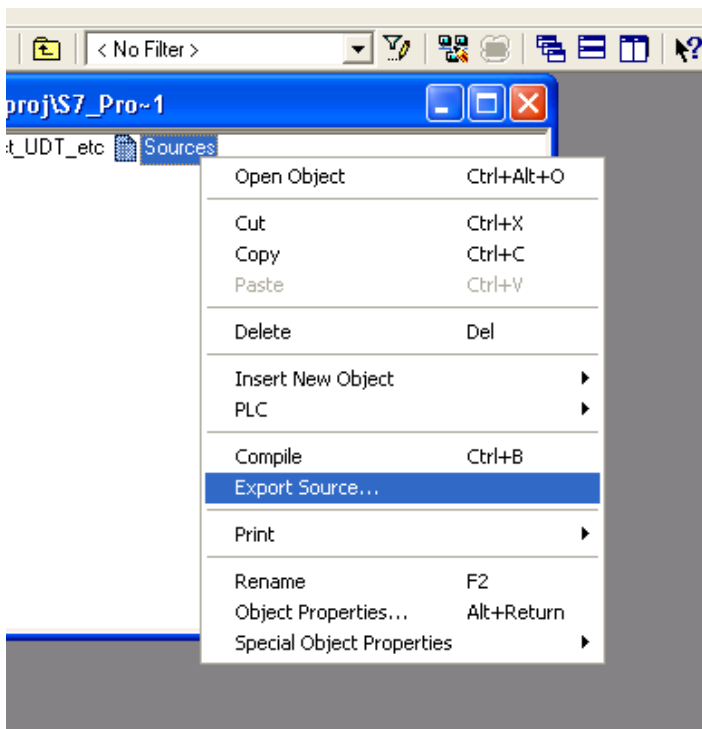 < No Filter >
proj\S7_Pro~1
ct_UDT_etc Sources
Open Object Ctrl+Alt+O
Cut Ctrl+X
Copy Ctrl+C
Paste Ctrl+V
Delete Del
Insert New Object
PLC
Compile Ctrl+B
Export Source...
Print
Rename F2
Object Properties... Alt+Return
Special Object Properties